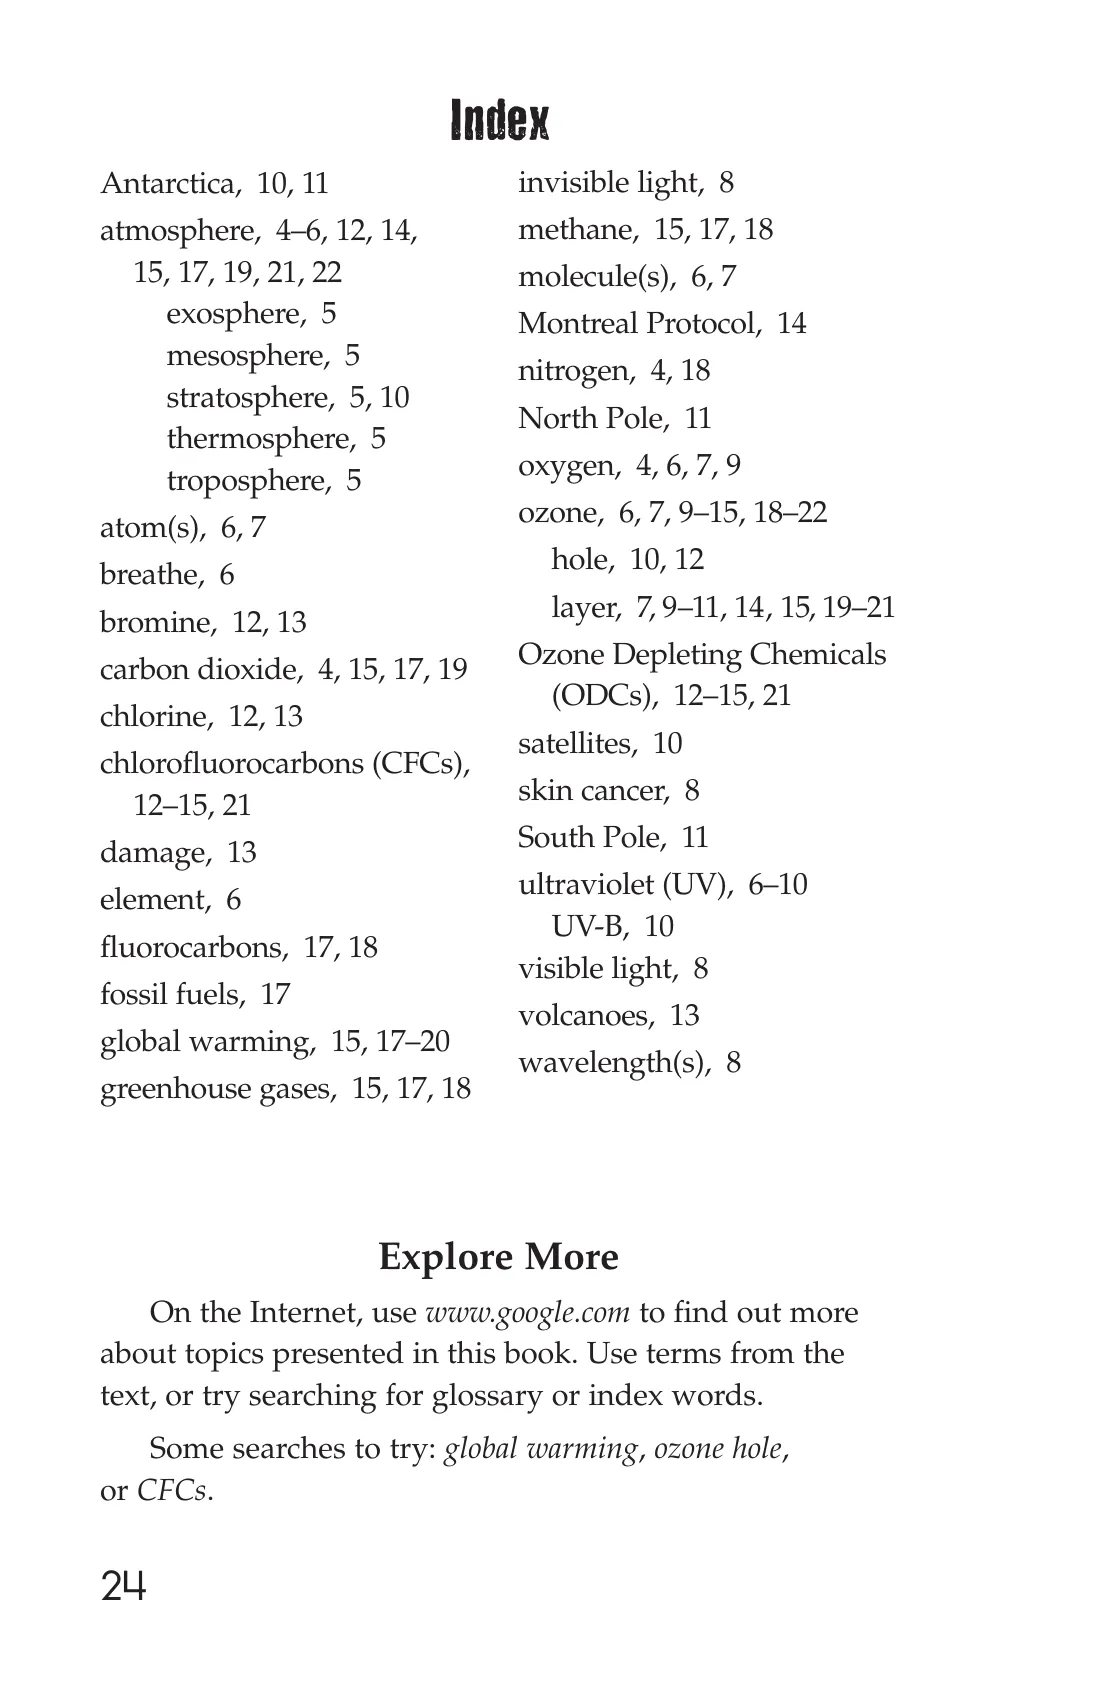 Index
Antarctica, 10, 11
atmosphere, 4–6, 12, 14,
15, 17, 19, 21, 22
exosphere, 5
mesosphere, 5
stratosphere, 5, 10
thermosphere, 5
troposphere, 5
atom(s), 6, 7
breathe, 6
bromine, 12, 13
carbon dioxide, 4, 15, 17, 19
chlorine, 12, 13
chlorofluorocarbons (CFCs),
12–15, 21
damage, 13
element, 6
fluorocarbons, 17, 18
fossil fuels, 17
global warming, 15, 17–20
greenhouse gases, 15, 17, 18
invisible light, 8
methane, 15, 17, 18
molecule(s), 6, 7
Montreal Protocol, 14
nitrogen, 4, 18
North Pole, 11
oxygen, 4, 6, 7, 9
ozone, 6, 7, 9–15, 18–22
hole, 10, 12
layer, 7, 9–11, 14, 15, 19–21
Ozone Depleting Chemicals
(ODCs), 12–15, 21
satellites, 10
skin cancer, 8
South Pole, 11
ultraviolet (UV), 6–10
UV-B, 10
visible light, 8
volcanoes, 13
wavelength(s), 8
Explore More
On the Internet, use www.google.com to find out more
about topics presented in this book. Use terms from the
text, or try searching for glossary or index words.
Some searches to try: global warming, ozone hole,
or CFCs.
24